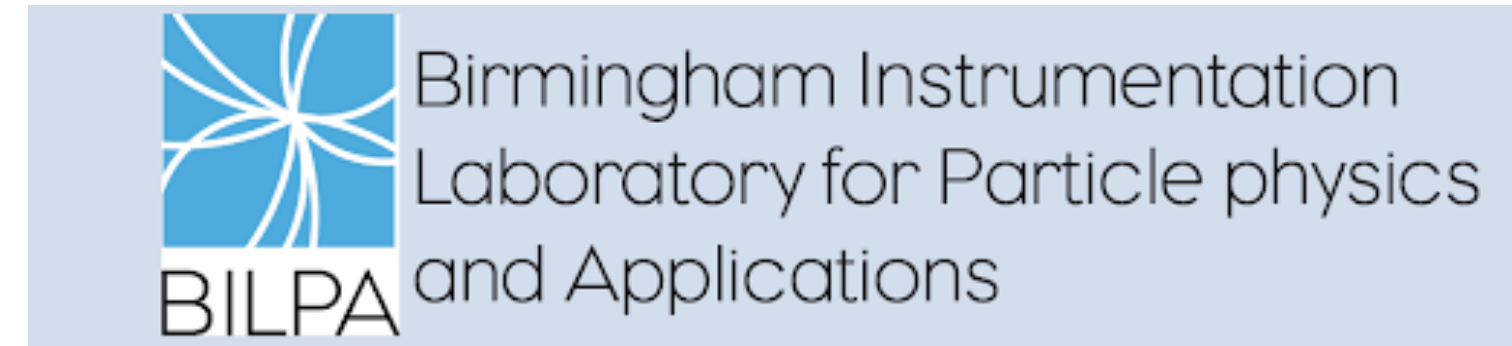 BILPA
Birmingham Instrumentation
Laboratory for Particle physics
and Applications